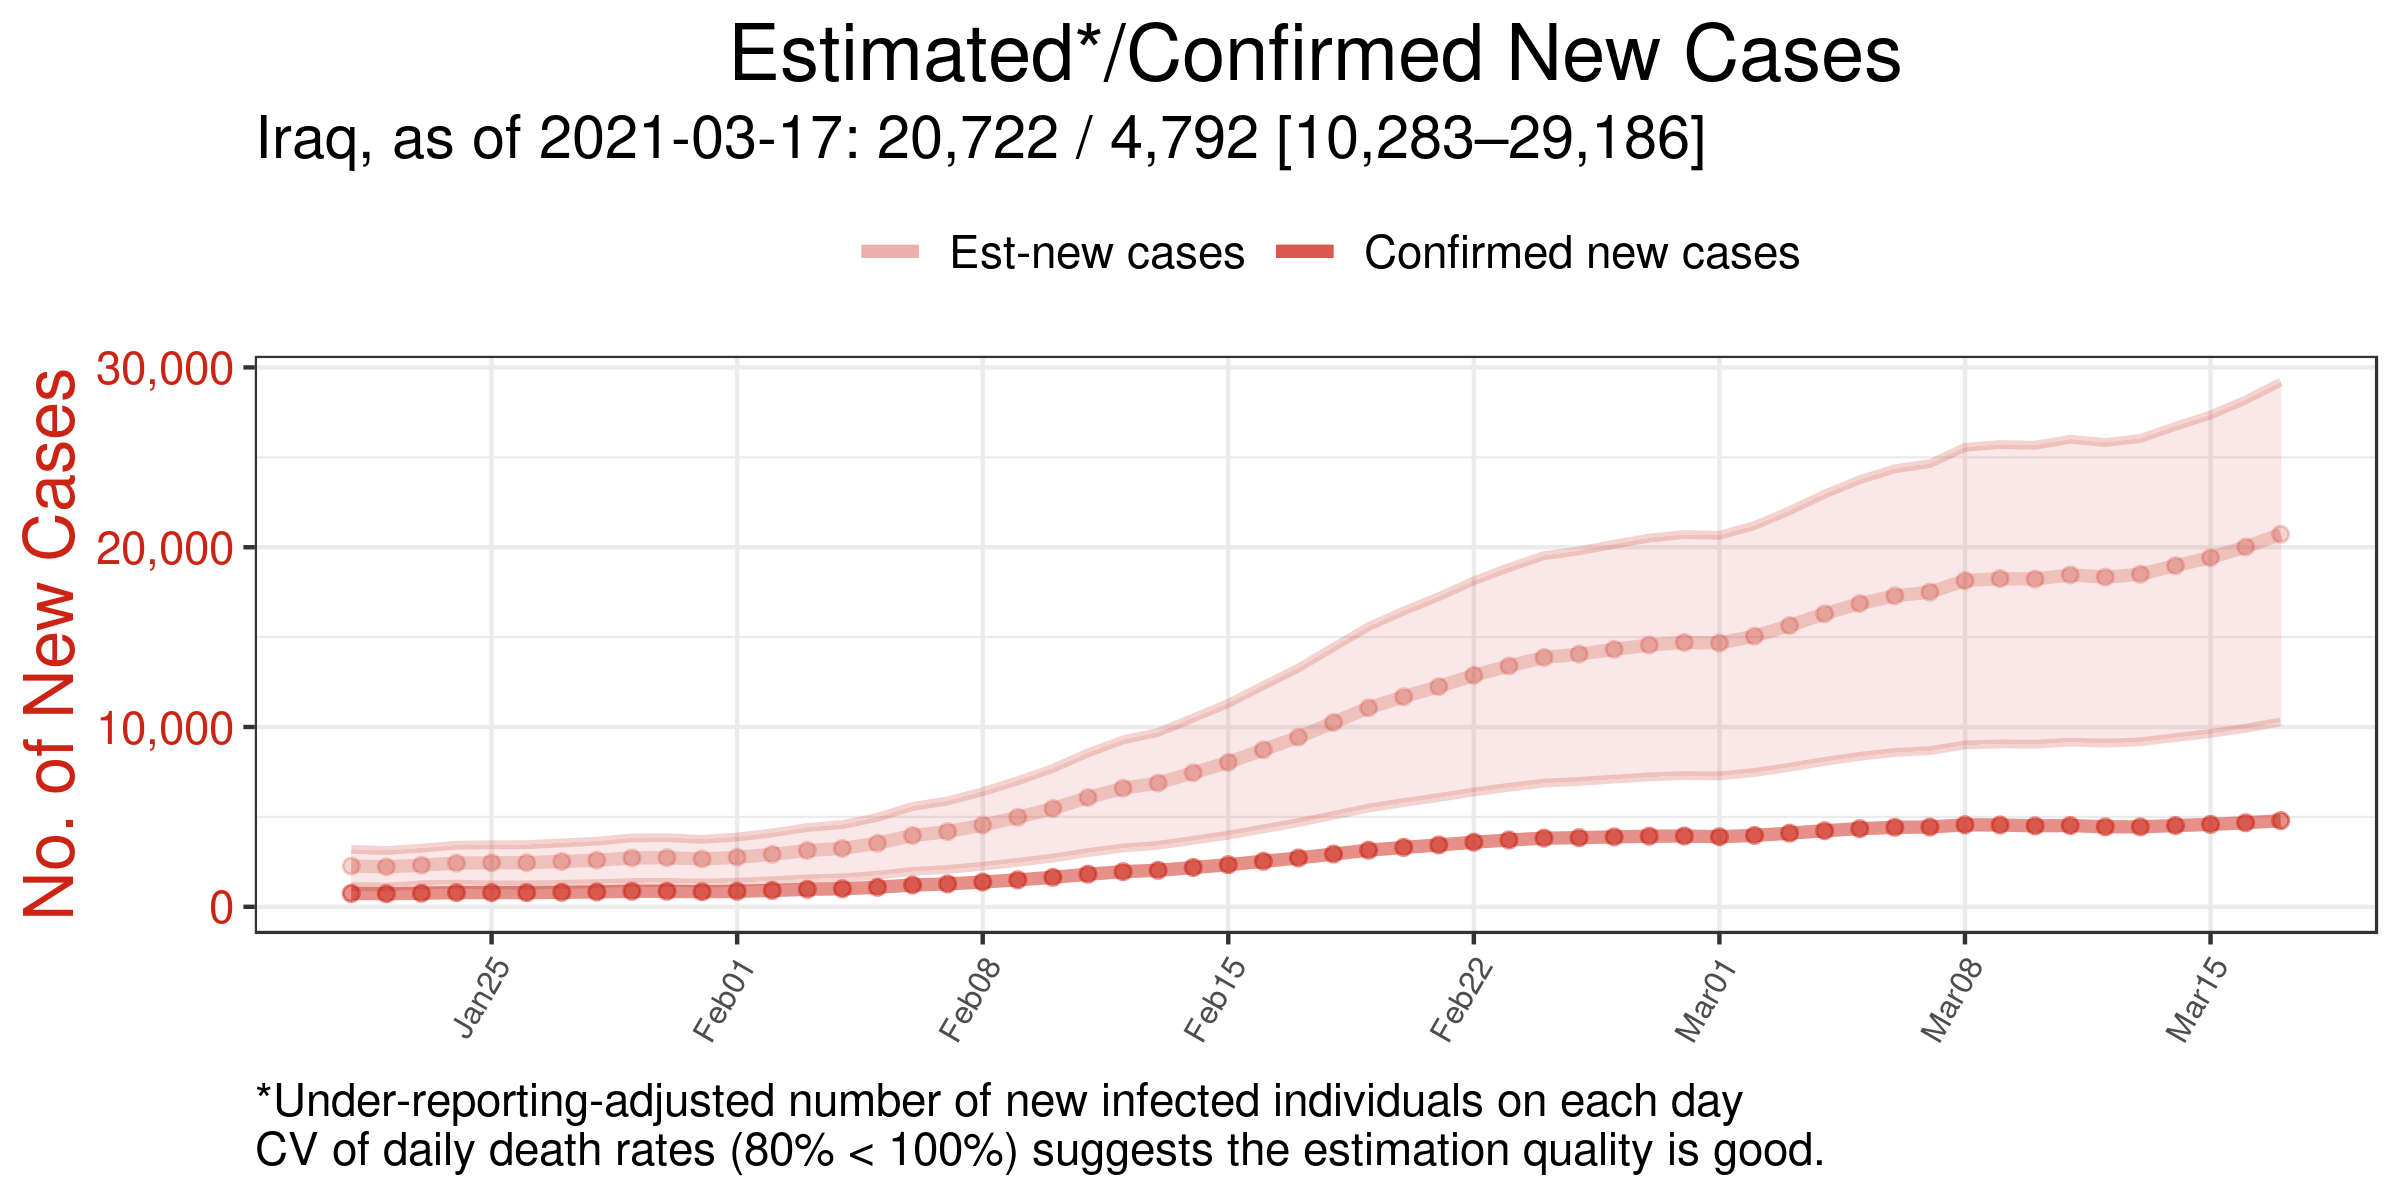 Estimated*/Confirmed New Cases
Iraq, as of 2021-03-17: 20,722 / 4,792 [10,283–29,186]
Est-new cases Confirmed new cases
No. of New Cases
30,000
20,000
10,000
0
Jan25 Feb01 Feb08 Feb15 Feb22 Mar01 Mar08 Mar15
*Under-reporting-adjusted number of new infected individuals on each day
CV of daily death rates (80% < 100%) suggests the estimation quality is good.